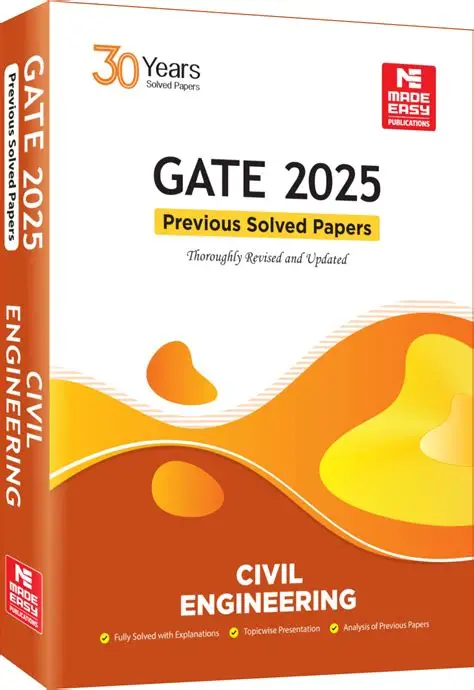 30 Years
Solved Papers
ME
MADE
EASY
PUBLICATIONS
GATE 2025
Previous Solved Papers
Thoroughly Revised and Updated
CIVIL
ENGINEERING
Fully Solved with Explanations
Topicwise Presentation
Analysis of Previous Papers
GATE 2025
Previous Solved Papers
CIVIL
ENGINEERING
ME
MADE
EASY
PUBLICATIONS